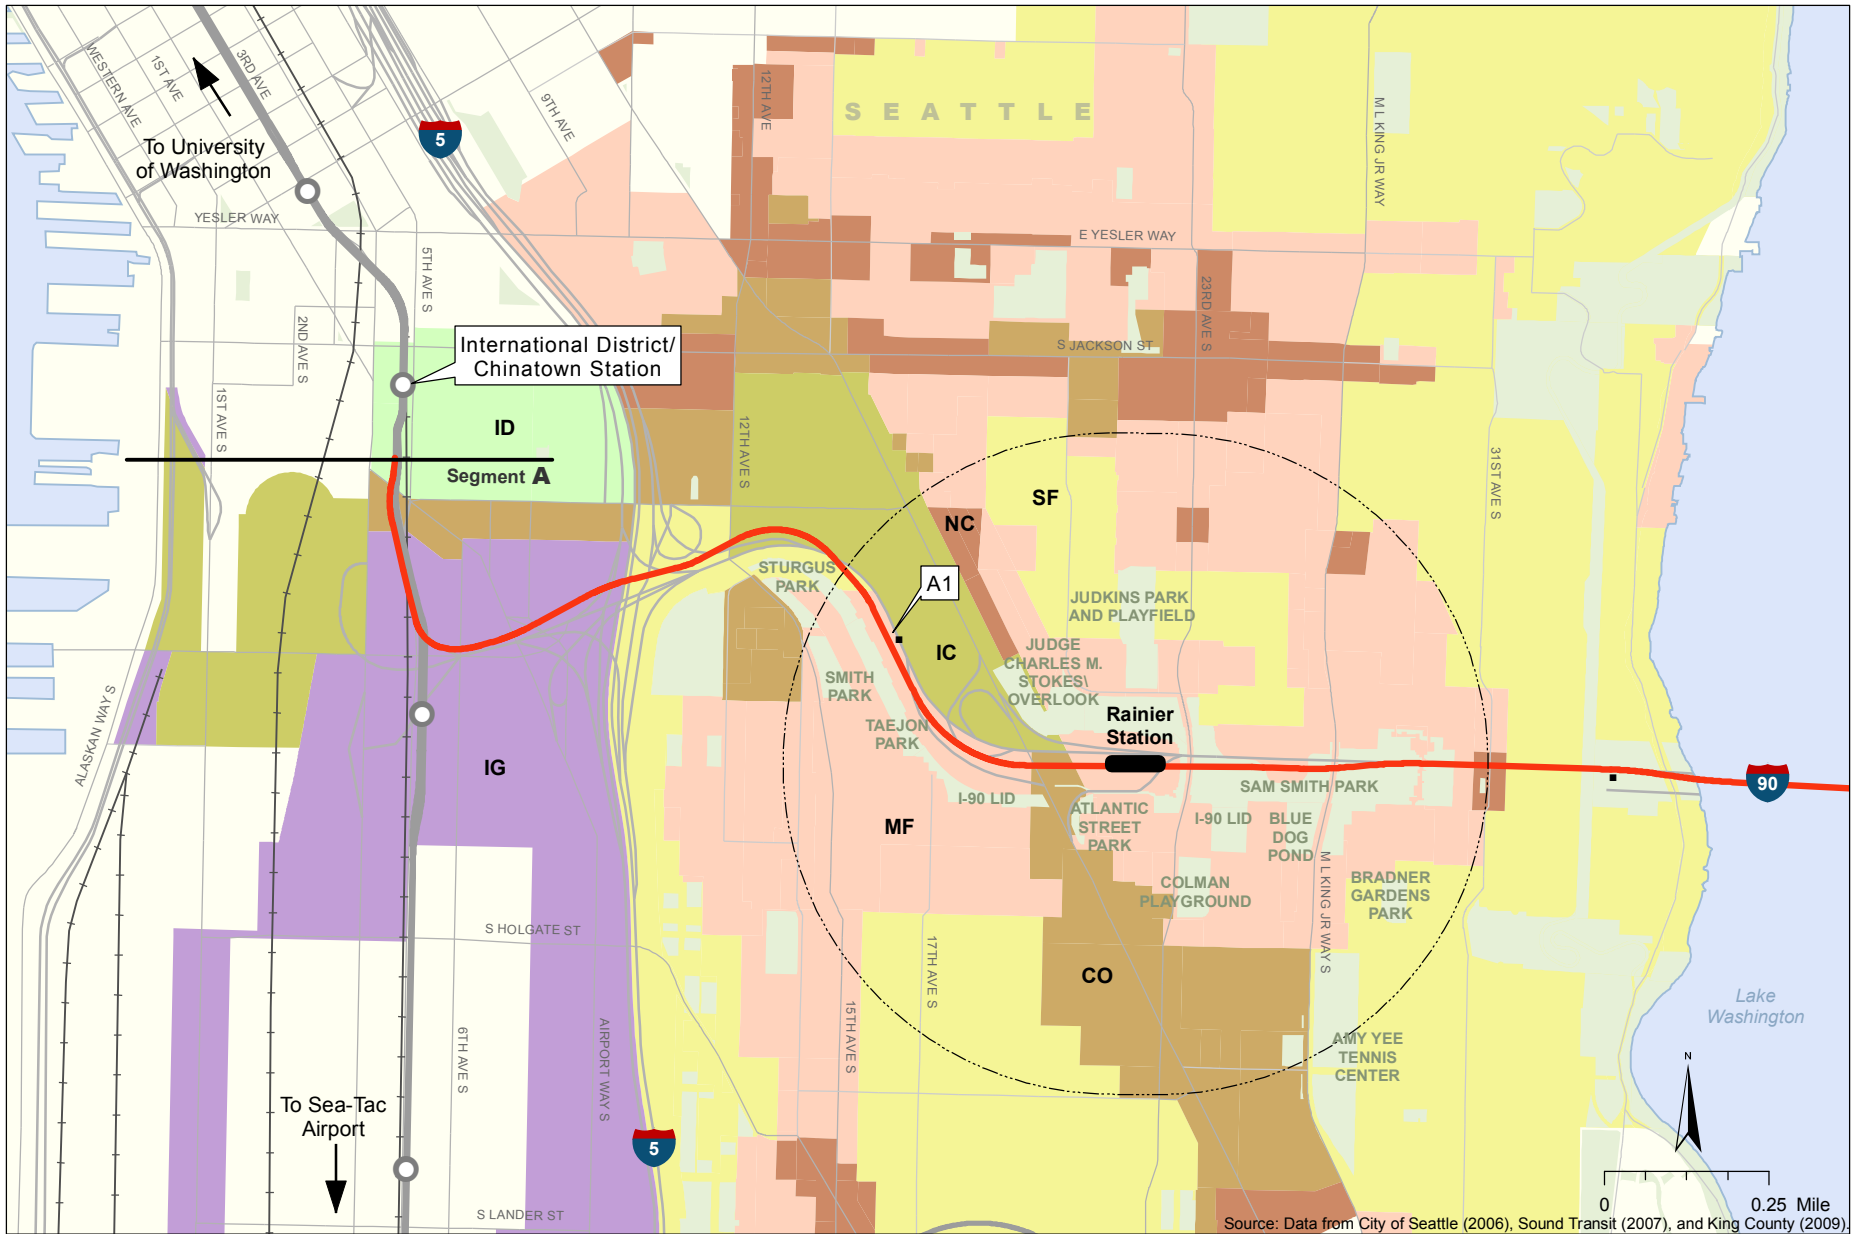 WESTERN AVE
1ST AVE
3RD AVE
To University
of Washington
5
9TH AVE
12TH AVE
SEATTLE
M L KING JR WAY
YESLER WAY
E YESLER WAY
5TH AVE S
2ND AVE S
1ST AVE S
International District/
Chinatown Station
ID
Segment A
12TH AVE S
23RD AVE S
S JACKSON ST
31ST AVE S
SF
NC
STURGUS
PARK
A1
JUDKINS PARK
AND PLAYFIELD
IC
JUDGE
CHARLES M.
STOKES\
OVERLOOK
SMITH
PARK
TAEJON
PARK
Rainier
Station
ALASKAN WAY S
IG
I-90 LID
SAM SMITH PARK
90
MF
ATLANTIC
STREET
PARK
I-90 LID
BLUE
DOG
POND
M L KING JR WAY S
COLMAN
PLAYGROUND
BRADNER
GARDENS
PARK
S HOLGATE ST
17TH AVE S
CO
15TH AVE S
6TH AVE S
AIRPORT WAY S
AMY YEE
TENNIS
CENTER
Lake
Washington
To Sea-Tac
Airport
5
N
S LANDER ST
0 0.25 Mile
Source: Data from City of Seattle (2006), Sound Transit (2007), and King County (2009).